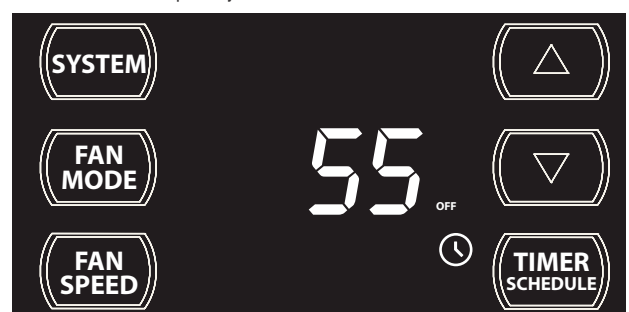 SYSTEM
FAN
MODE
55
OFF
FAN
SPEED
TIMER
SCHEDULE